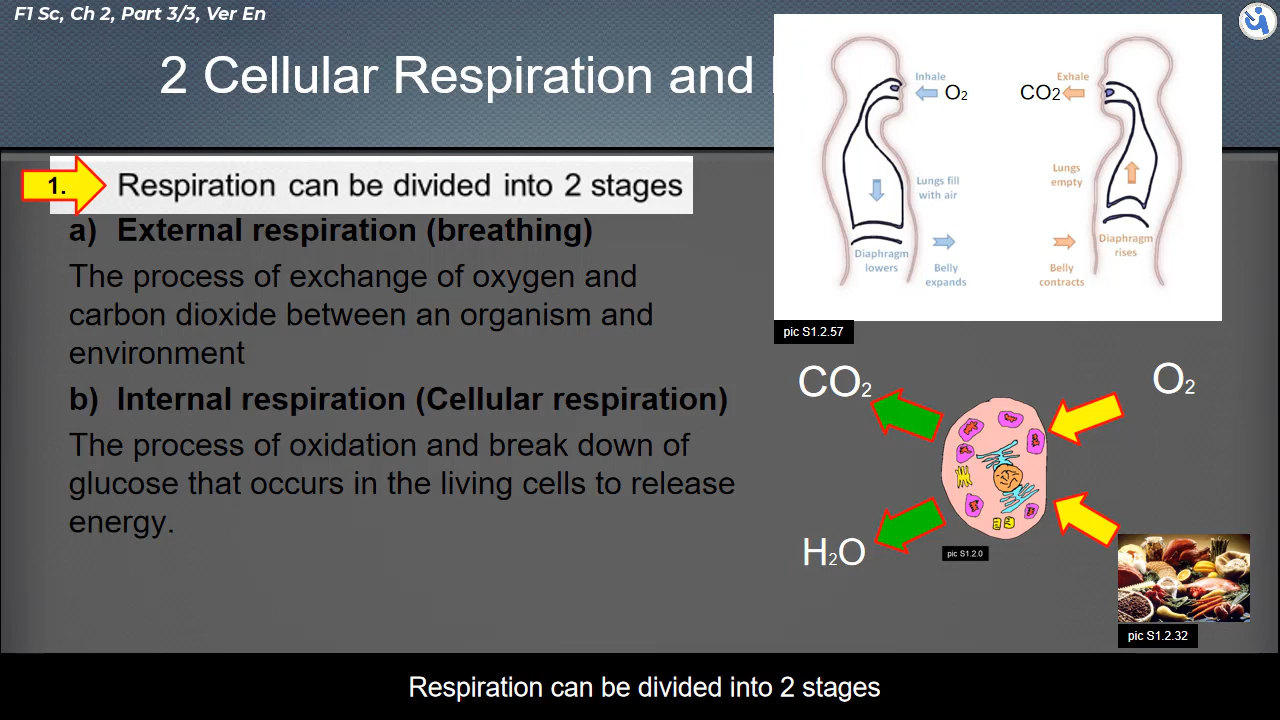 F1 Sc, Ch 2, Part 3/3, Ver En
2 Cellular Respiration and
1.
Respiration can be divided into 2 stages
a) External respiration (breathing)
The process of exchange of oxygen and
carbon dioxide between an organism and
environment
b) Internal respiration (Cellular respiration)
The process of oxidation and break down of
glucose that occurs in the living cells to release
energy.
Inhale
O2
Lungs fill
with air
Diaphragm
lowers
Belly
expands
Exhale
CO2
Lungs
empty
Diaphragm
rises
Belly
contracts
pic S1.2.57
CO2
O2
H2O
pic S1.2.0
pic S1.2.32
Respiration can be divided into 2 stages